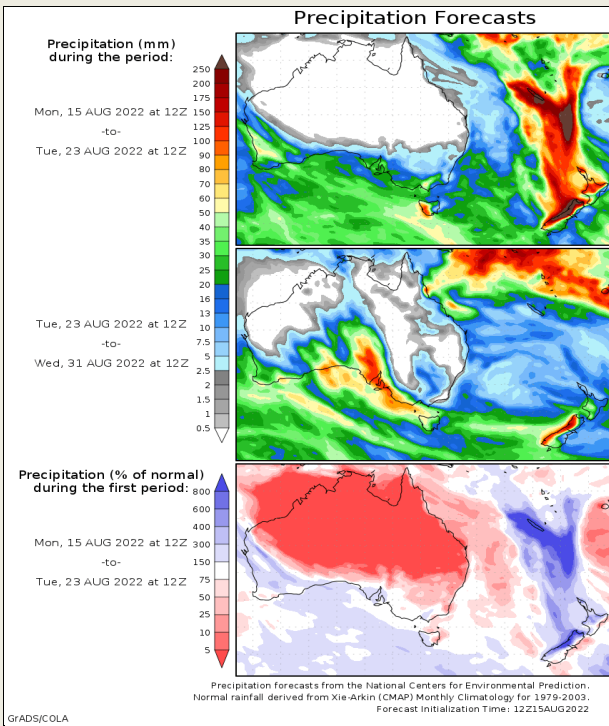 Precipitation Forecasts
Precipitation (mm)
during the period:
Mon, 15 AUG 2022 at 12Z
-to-
Tue, 23 AUG 2022 at 12Z
250
200
175
150
125
100
90
80
70
60
50
40
35
30
25
20
16
13
10
7.5
5
2.5
2
1.5
1
0.5
Tue, 23 AUG 2022 at 12Z
-to-
Wed, 31 AUG 2022 at 12Z
Precipitation (% of normal)
during the first period:
Mon, 15 AUG 2022 at 12Z
-to-
Tue, 23 AUG 2022 at 12Z
800
600
400
300
150
75
50
25
10
5
Precipitation forecasts from the National Centers for Environmental Prediction.
Normal rainfall derived from Xie-Arkin (CMAP) Monthly Climatology for 1979-2003.
Forecast Initialization Time: 12Z15AUG2022
GrADS/COLA